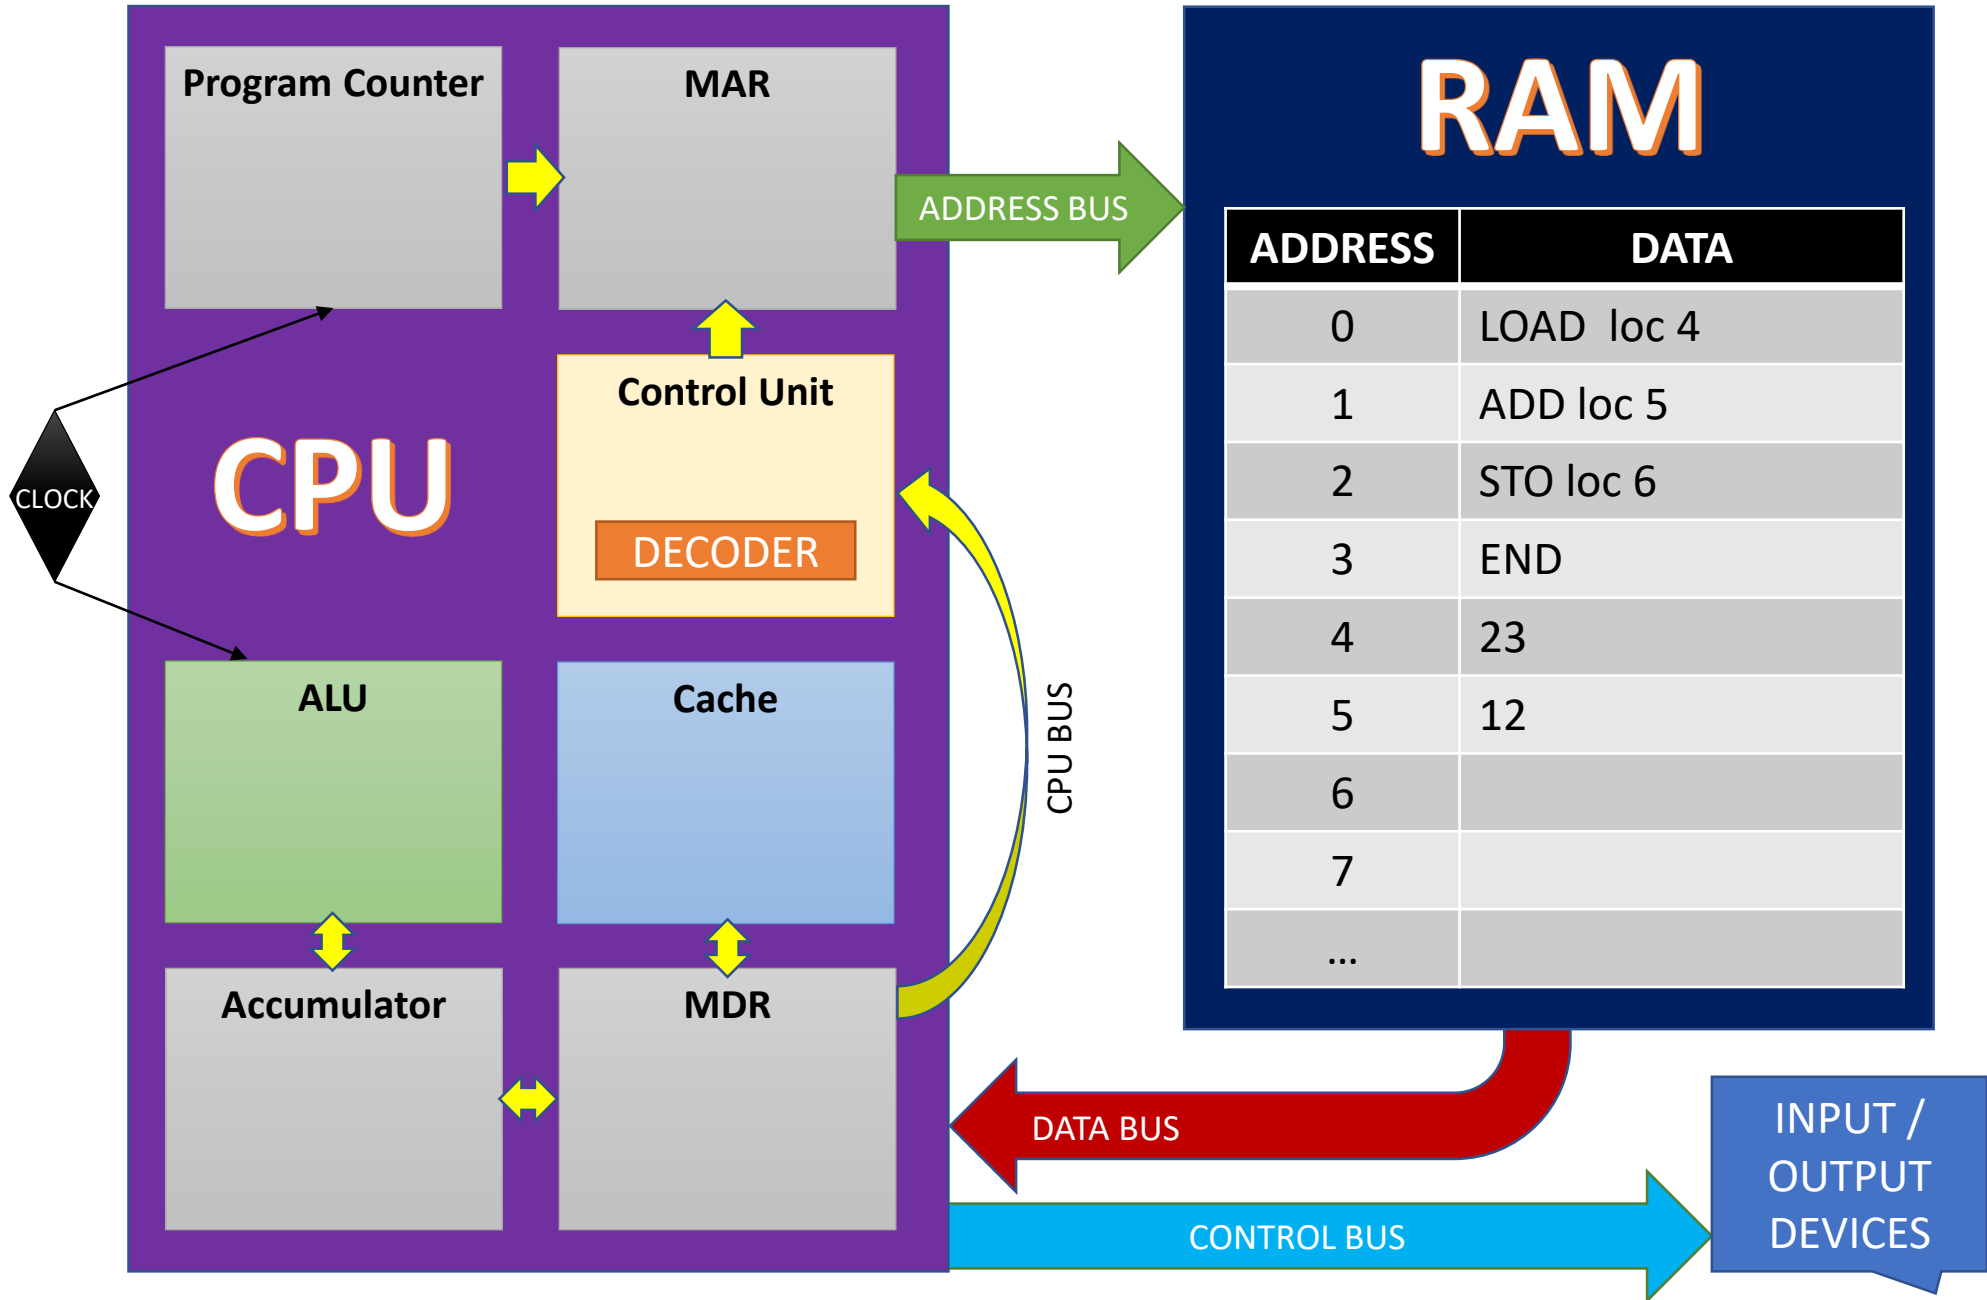 Program Counter
MAR
CPU
Control Unit
DECODER
CLOCK
ALU
Cache
Accumulator
MDR
CPU BUS
ADDRESS BUS
RAM
ADDRESS DATA
0 LOAD  loc 4
1 ADD loc 5
2 STO loc 6
3 END
4 23
5 12
6
7
...
DATA BUS
CONTROL BUS
INPUT /
OUTPUT
DEVICES